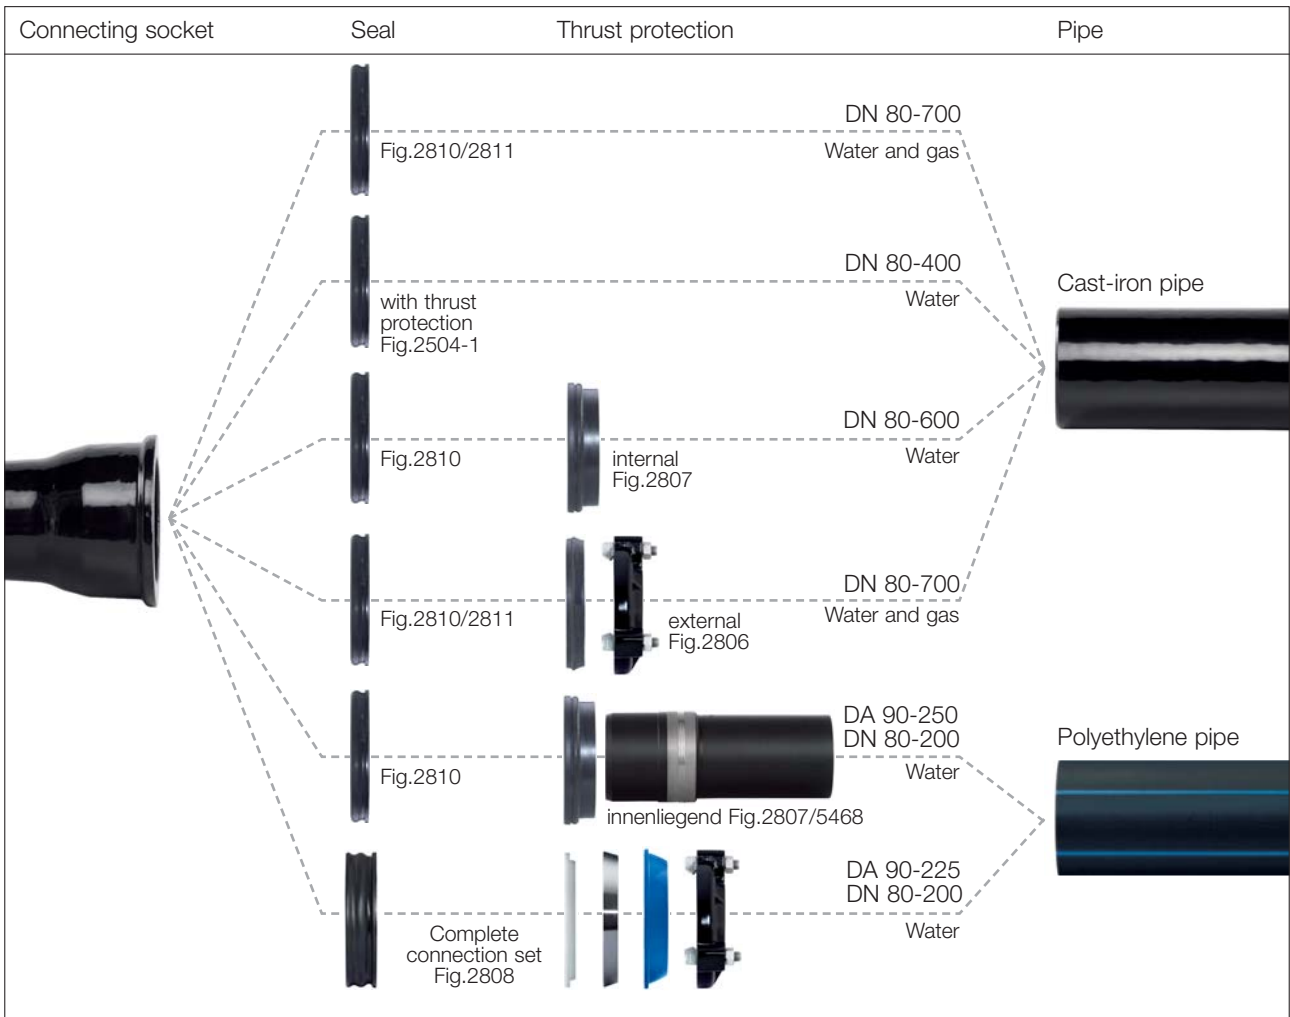 Connecting socket
Seal
Thrust protection
Pipe
DN 80-700
Fig.2810/2811
Water and gas
DN 80-400
with thrust
protection
Fig.2504-1
Water
Cast-iron pipe
DN 80-600
Fig.2810
internal
Fig.2807
Water
DN 80-700
Fig.2810/2811
external
Fig.2806
Water and gas
DA 90-250
DN 80-200
Fig.2810
Water
innenliegend Fig.2807/5468
Polyethylene pipe
DA 90-225
DN 80-200
Complete
connection set
Fig.2808
Water